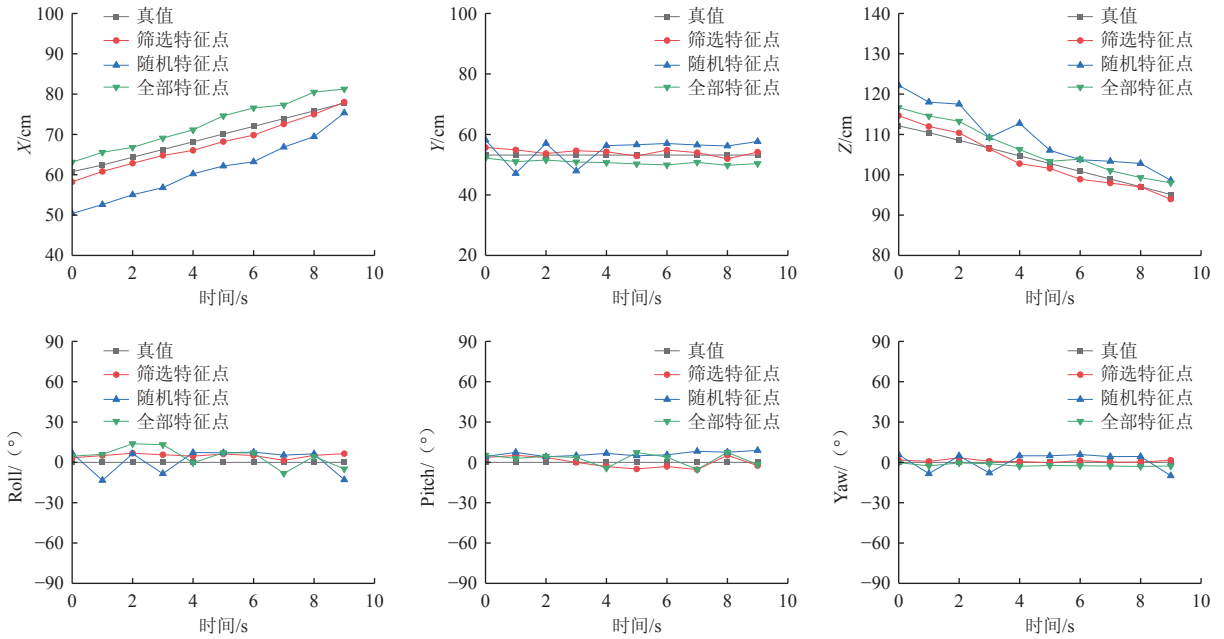 100
90
80
70
60
50
40
X/cm
真值
筛选特征点
随机特征点
全部特征点
0 2 4 6 8 10
时间/s
100
80
60
40
20
Y/cm
真值
筛选特征点
随机特征点
全部特征点
0 2 4 6 8 10
时间/s
140
130
120
110
100
90
80
Z/cm
真值
筛选特征点
随机特征点
全部特征点
0 2 4 6 8 10
时间/s
90
60
30
0
−30
−60
−90
Roll/（°）
真值
筛选特征点
随机特征点
全部特征点
0 2 4 6 8 10
时间/s
90
60
30
0
−30
−60
−90
Pitch/（°）
真值
筛选特征点
随机特征点
全部特征点
0 2 4 6 8 10
时间/s
90
60
30
0
−30
−60
−90
Yaw/（°）
真值
筛选特征点
随机特征点
全部特征点
0 2 4 6 8 10
时间/s